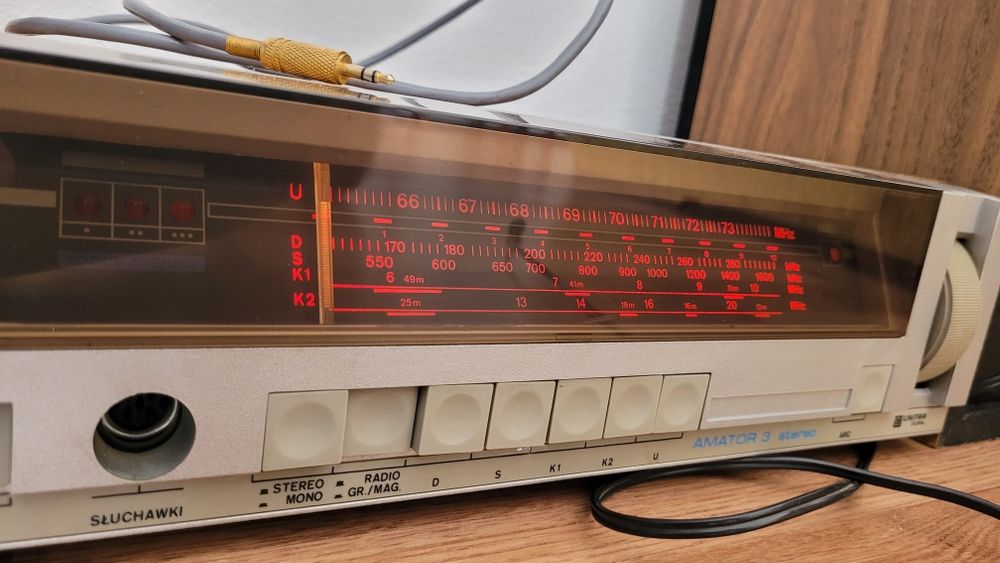 U 66 67 68 69 70 71 72 73 MHz
1 2 3 4 5 6 7 8 9 10
D 170 180 200 220 240 260 280 kHz
S 550 600 650 700 800 900 1000 1200 1400 1600 kHz
K1 6 49m 7 41m 8 9 31m 10 MHz
K2 25m 13 14 19m 16 16m 20 13m MHz
SŁUCHAWKI
STEREO
MONO
RADIO
GR./MAG.
D
S
K1
K2
U
AMATOR 3 stereo
ARC
UNITRA
DIORA